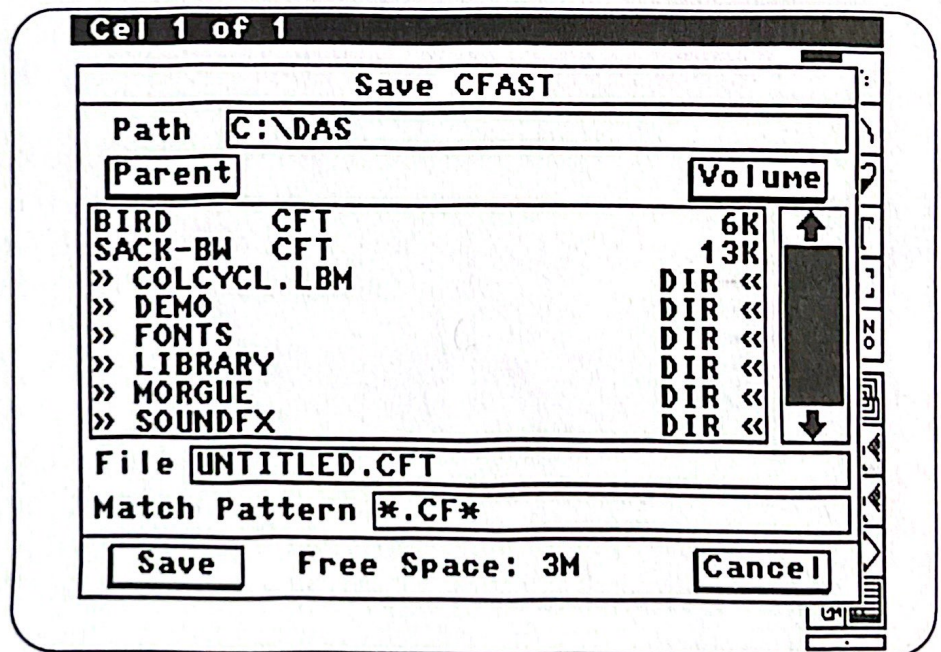 Cel 1 of 1
Save CFAST
Path C:\DAS
Parent Volume
BIRD CFT 6K
SACK-BW CFT 13K
» COLCYCL.LBM DIR «
» DEMO DIR «
» FONTS DIR «
» LIBRARY DIR «
» MORGUE DIR «
» SOUNDFX DIR «
File UNTITLED.CFT
Match Pattern *.CF*
Save Free Space: 3M Cancel